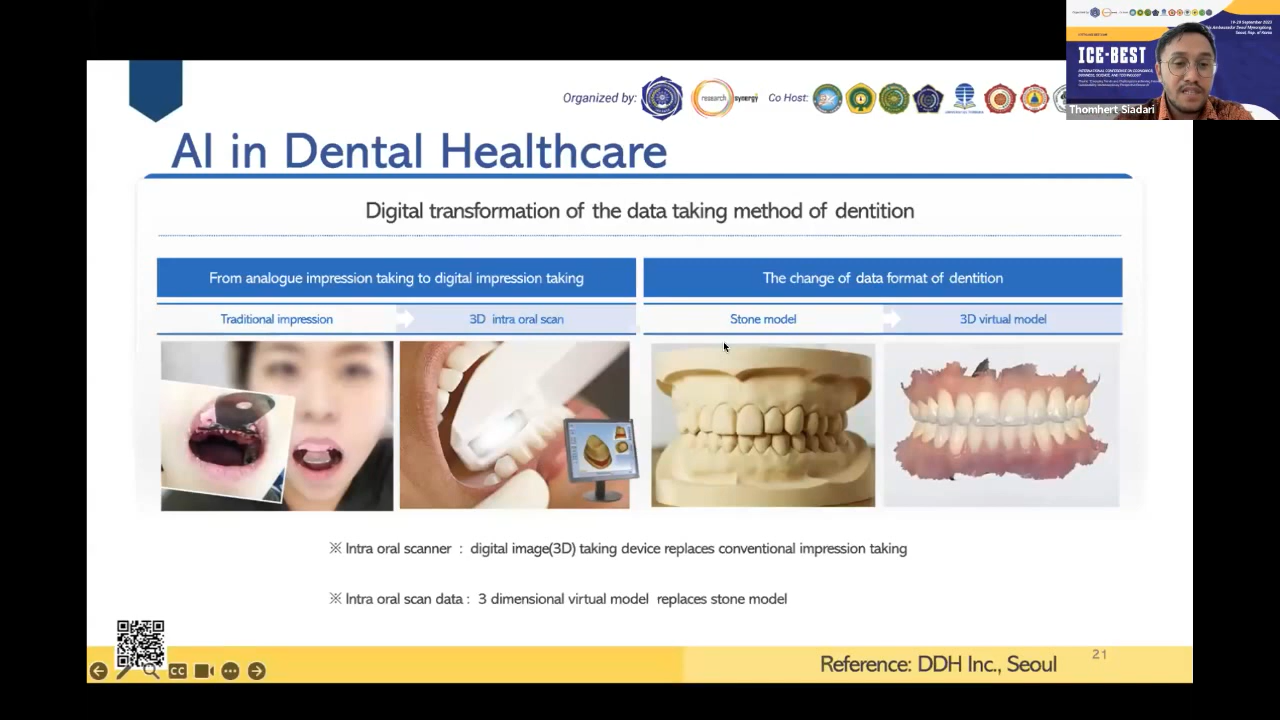 Organized by:
research synergy
Co Host:
ICE-BEST
INTERNATIONAL CONFERENCE ON ECONOMICS,
Thomhert Siadari
AI in Dental Healthcare
Digital transformation of the data taking method of dentition
From analogue impression taking to digital impression taking
The change of data format of dentition
Traditional impression
3D intra oral scan
Stone model
3D virtual model
※ Intra oral scanner : digital image(3D) taking device replaces conventional impression taking
※ Intra oral scan data : 3 dimensional virtual model replaces stone model
CC
Reference: DDH Inc., Seoul
21